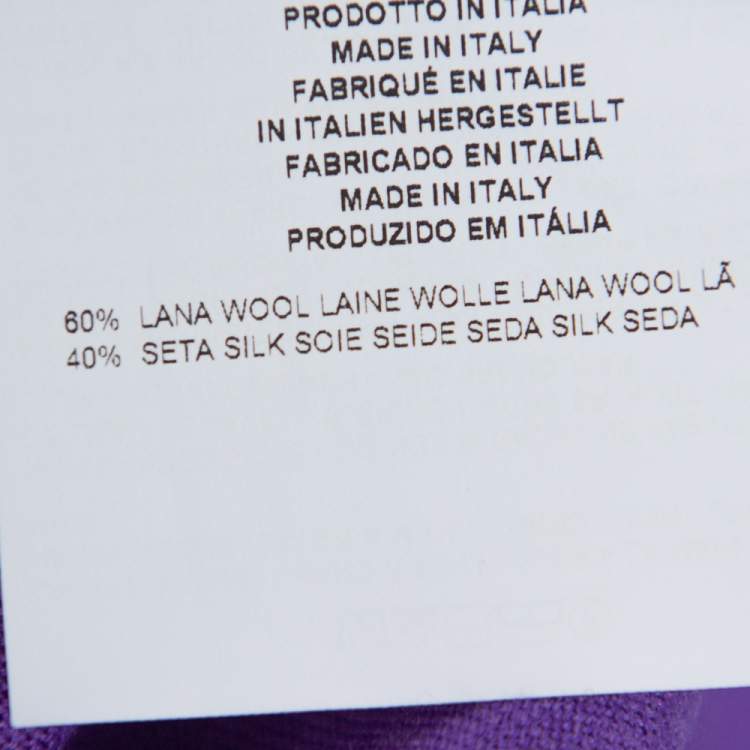 PRODOTTO IN ITALIA
MADE IN ITALY
FABRIQUÉ EN ITALIE
IN ITALIEN HERGESTELLT
FABRICADO EN ITALIA
MADE IN ITALY
PRODUZIDO EM ITÁLIA
60% LANA WOOL LAINE WOLLE LANA WOOL LÃ
40% SETA SILK SOIE SEIDE SEDA SILK SEDA